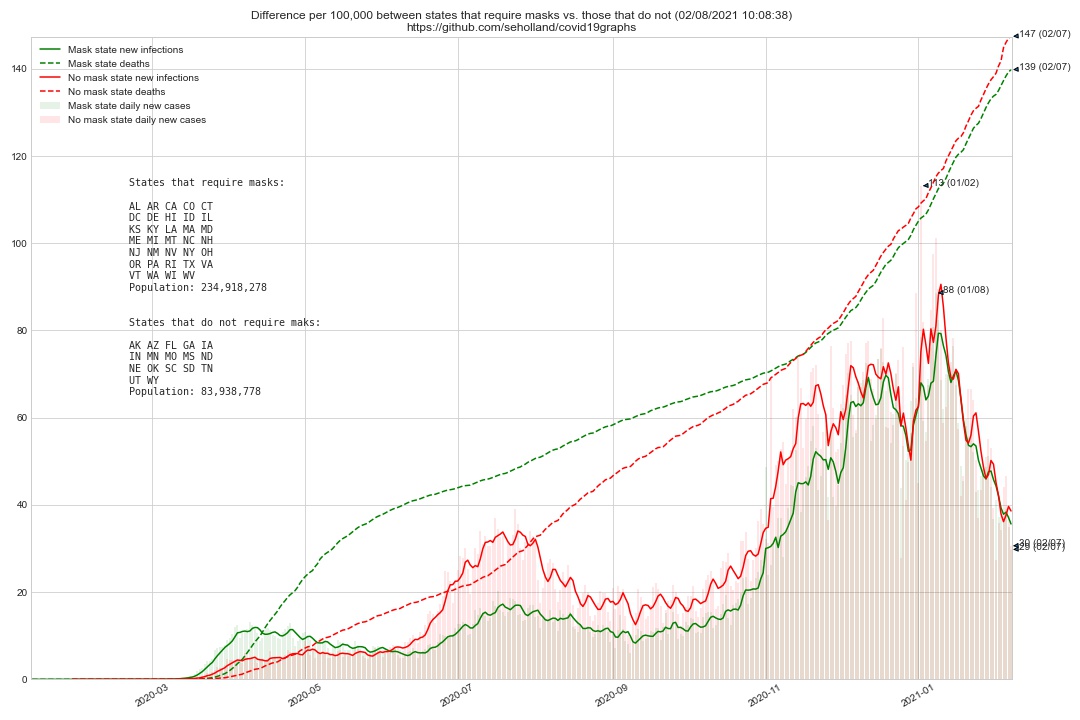 Difference per 100,000 between states that require masks vs. those that do not (02/08/2021 10:08:38)
https://github.com/seholland/covid19graphs
Mask state new infections
Mask state deaths
No mask state new infections
No mask state deaths
Mask state daily new cases
No mask state daily new cases
States that require masks:
AL AR CA CO CT
DC DE HI ID IL
KS KY LA MA MD
ME MI MT NC NH
NJ NM NV NY OH
OR PA RI TX VA
VT WA WI WV
Population: 234,918,278
States that do not require maks:
AK AZ FL GA IA
IN MN MO MS ND
NE OK SC SD TN
UT WY
Population: 83,938,778
147 (02/07)
139 (02/07)
113 (01/02)
88 (01/08)
30 (02/07)
29 (02/07)
140
120
100
80
60
40
20
0
2020-03
2020-05
2020-07
2020-09
2020-11
2021-01